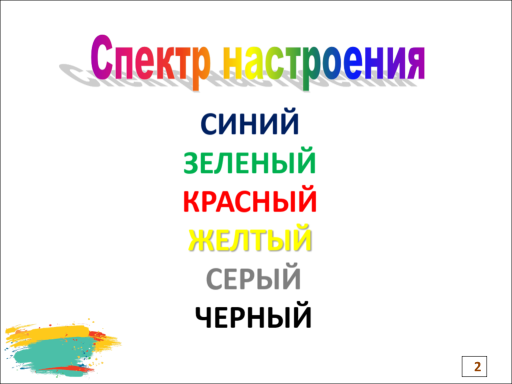 Спектр настроения
СИНИЙ
ЗЕЛЕНЫЙ
КРАСНЫЙ
ЖЕЛТЫЙ
СЕРЫЙ
ЧЕРНЫЙ
2